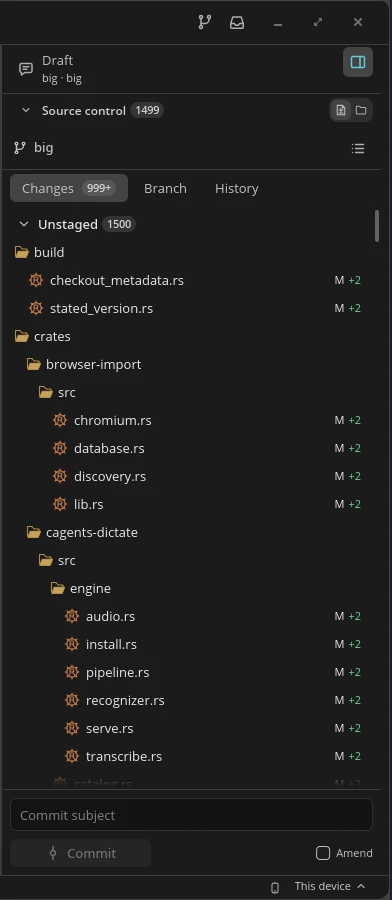 Draft
big · big
Source control 1499
big
Changes 999+ Branch History
Unstaged 1500
build
checkout_metadata.rs M +2
stated_version.rs M +2
crates
browser-import
src
chromium.rs M +2
database.rs M +2
discovery.rs M +2
lib.rs M +2
cagents-dictate
src
engine
audio.rs M +2
install.rs M +2
pipeline.rs M +2
recognizer.rs M +2
serve.rs M +2
transcribe.rs M +2
catalog.rs M +2
Commit subject
Commit Amend
This device